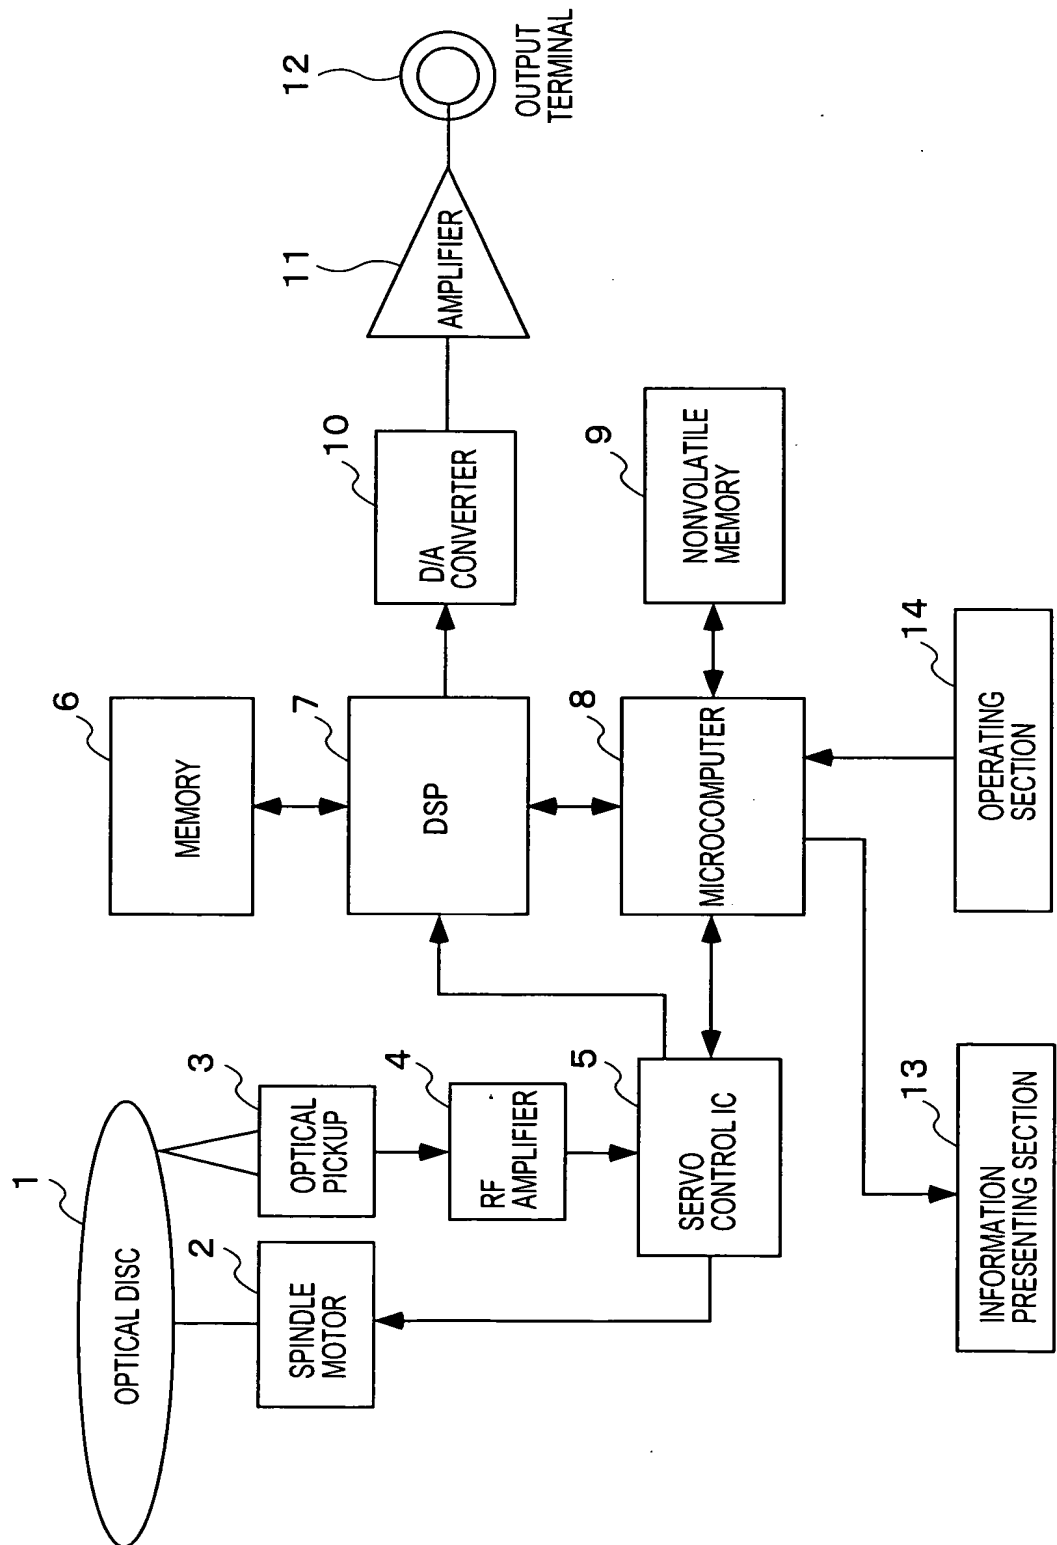 1
OPTICAL DISC
2
SPINDLE
MOTOR
3
OPTICAL
PICKUP
4
RF
AMPLIFIER
5
SERVO
CONTROL IC
6
MEMORY
7
DSP
8
MICROCOMPUTER
9
NONVOLATILE
MEMORY
10
D/A
CONVERTER
11
AMPLIFIER
12
OUTPUT
TERMINAL
13
INFORMATION
PRESENTING SECTION
14
OPERATING
SECTION